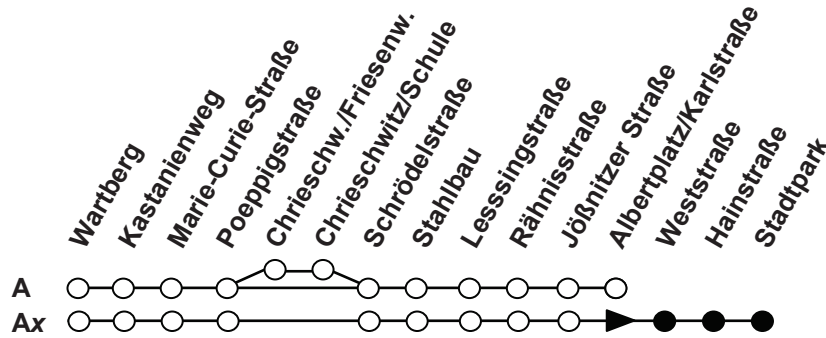 Wartberg
Kastanienweg
Marie-Curie-Straße
Poeppigstraße
Chrieschw./Friesenw.
Chrieschwitz/Schule
Schrödelstraße
Stahlbau
Lesssingstraße
Rähnisstraße
Jößnitzer Straße
Albertplatz/Karlstraße
Weststraße
Hainstraße
Stadtpark
A
Ax